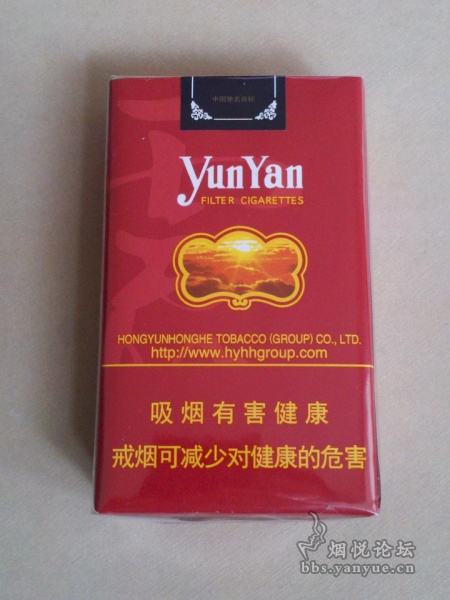 中国驰名商标
YunYan
FILTER CIGARETTES
HONGYUNHONGHE TOBACCO (GROUP) CO., LTD.
http://www.hyhhgroup.com
吸烟有害健康
戒烟可减少对健康的危害
烟悦论坛
bbs.yanyue.cn